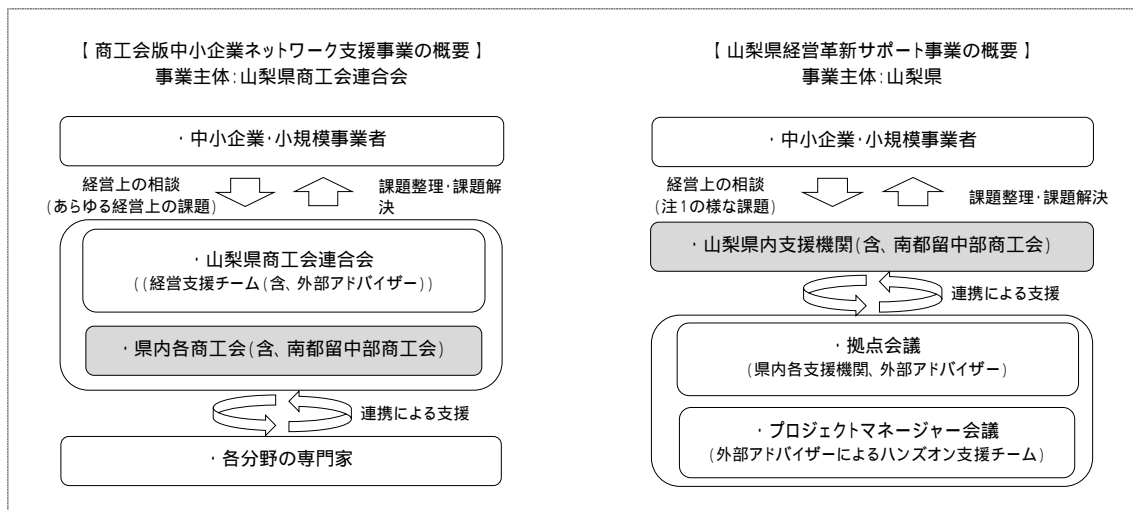 【 商工会版中小企業ネットワーク支援事業の概要 】
事業主体:山梨県商工会連合会
・中小企業・小規模事業者
経営上の相談
(あらゆる経営上の課題)
課題整理・課題解
決
・山梨県商工会連合会
((経営支援チーム(含、外部アドバイザー))
・県内各商工会(含、南都留中部商工会)
連携による支援
・各分野の専門家
【 山梨県経営革新サポート事業の概要 】
事業主体:山梨県
・中小企業・小規模事業者
経営上の相談
(注1の様な課題)
課題整理・課題解決
・山梨県内支援機関(含、南都留中部商工会)
連携による支援
・拠点会議
(県内各支援機関、外部アドバイザー)
・プロジェクトマネージャー会議
(外部アドバイザーによるハンズオン支援チーム)